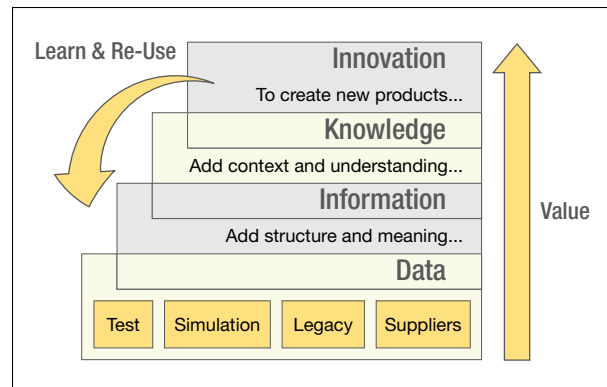 Learn & Re-Use
Innovation
To create new products...
Knowledge
Add context and understanding...
Information
Add structure and meaning...
Data
Test
Simulation
Legacy
Suppliers
Value